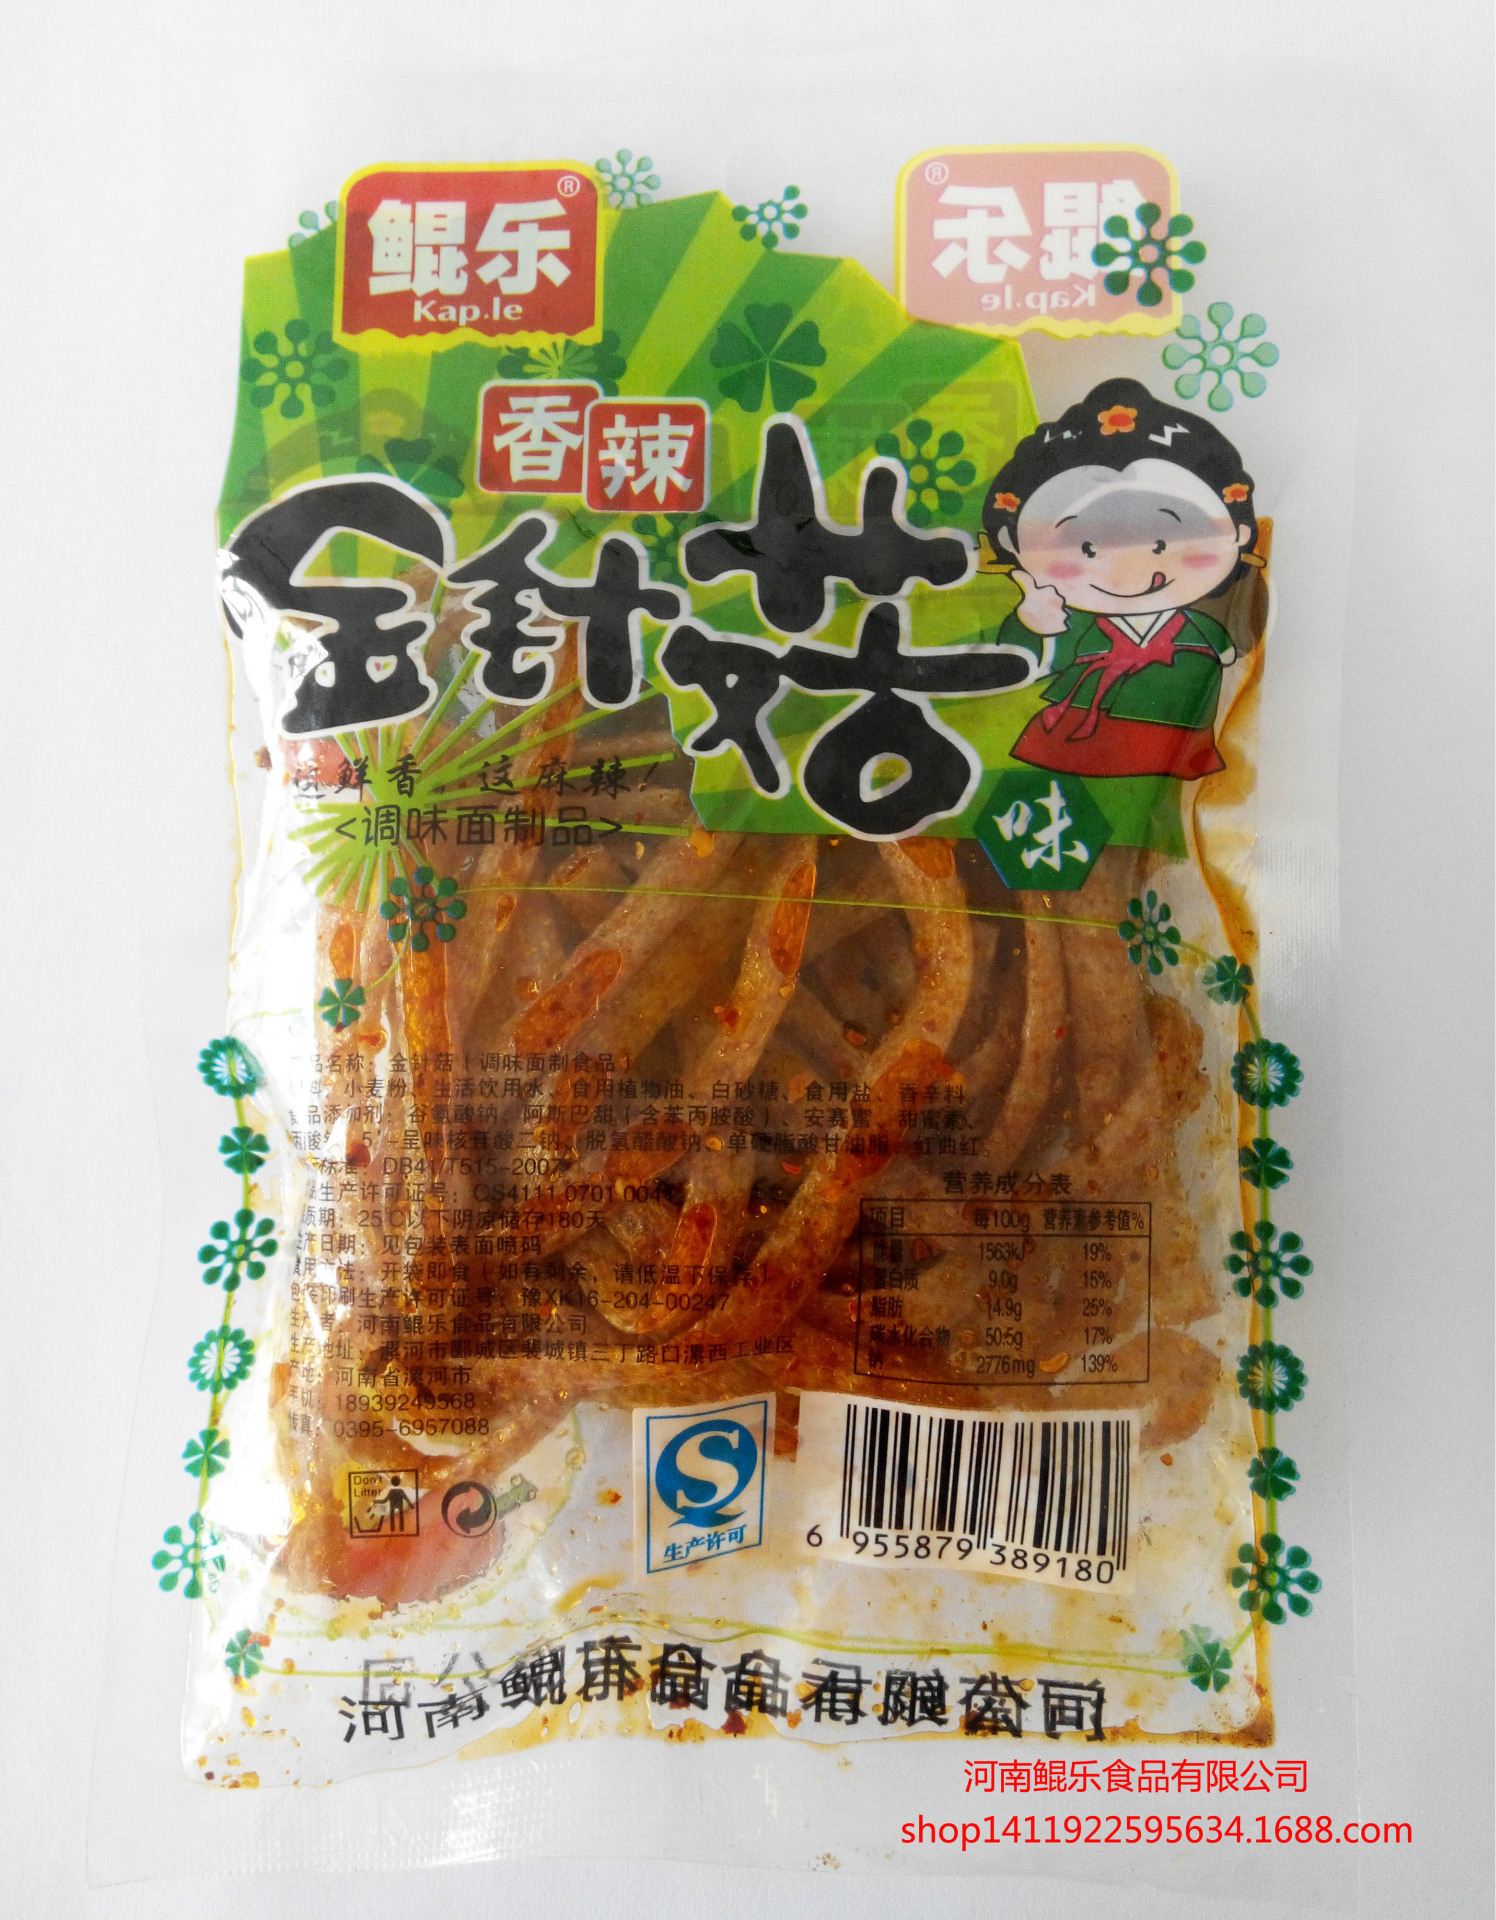 鲲乐®
Kap.le
香辣
金针菇
味
这鲜香,这麻辣!
<调味面制品>
品名称:金针菇(调味面制食品)
料:小麦粉、生活饮用水、食用植物油、白砂糖、食用盐、香辛料、
食品添加剂:谷氨酸钠、阿斯巴甜(含苯丙胺酸)、安赛蜜、甜蜜素、
丙酸 5'-呈味核苷酸二钠、脱氢醋酸钠、单硬脂酸甘油脂、红曲红。
标准:DB41/T515-2007
生产许可证号:QS4111 0701 004
质期:25℃以下阴凉储存180天
生产日期:见包装表面喷码
食用方法:开袋即食(如有剩余,请低温下保存)
包装印刷生产许可证号:豫XK16-204-00247
生产者:河南鲲乐食品有限公司
生产地址:漯河市郾城区裴城镇三丁路口漯西工业区
产地:河南省漯河市
手机:18939249568
传真:0395-6957088
营养成分表
项目 每100g 营养素参考值%
能量 1563kJ 19%
蛋白质 9.0g 15%
脂肪 14.9g 25%
碳水化合物 50.5g 17%
钠 2776mg 139%
Don't
Litter
生产许可
6 955879 389180
河南鲲乐食品有限公司
河南鲲乐食品有限公司
shop1411922595634.1688.com